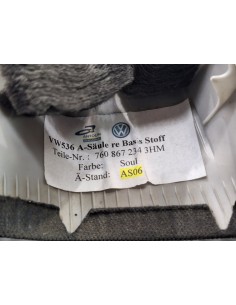 VW536 A-Säule re Basis Stoff
Teile-Nr.: 760 867 234 3HM
Farbe: Soul
Ä-Stand: AS06